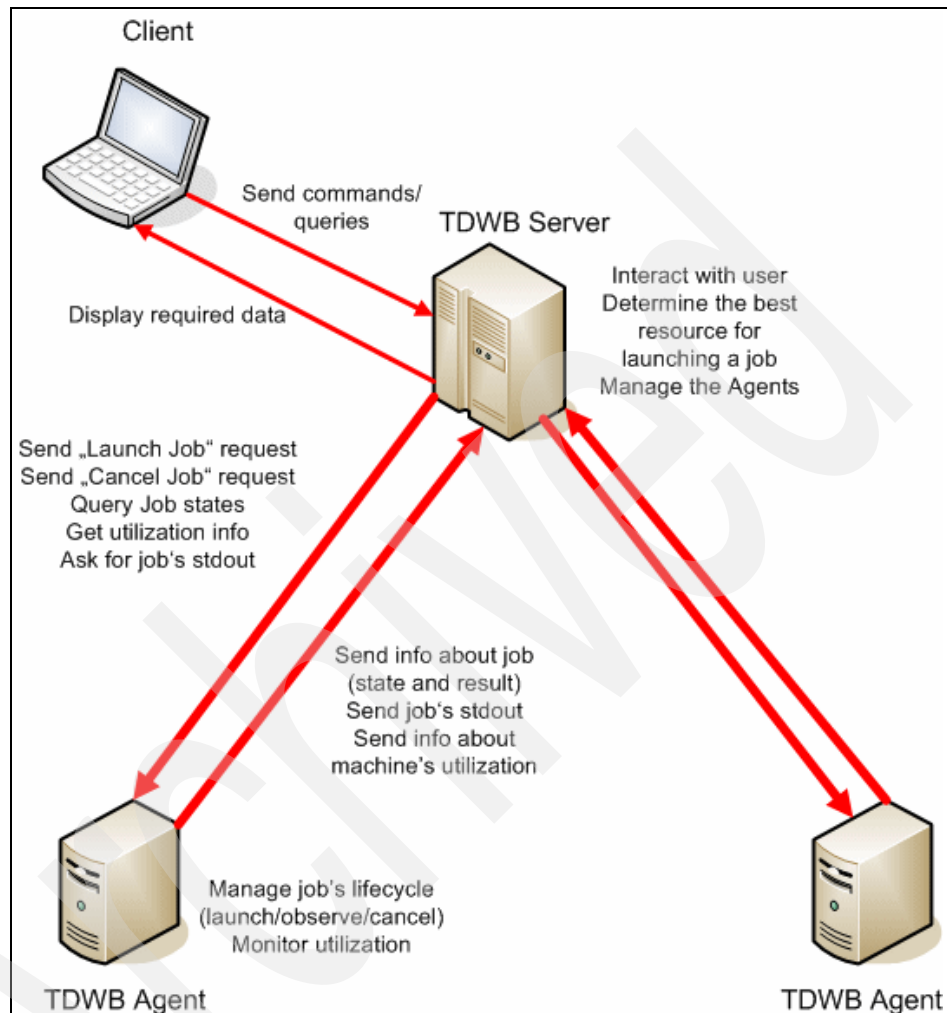 Client
Send commands/
queries
TDWB Server
Interact with user
Determine the best
resource for
launching a job
Manage the Agents
Display required data
Send „Launch Job“ request
Send „Cancel Job“ request
Query Job states
Get utilization info
Ask for job‘s stdout
Send info about job
(state and result)
Send job‘s stdout
Send info about
machine’s utilization
Manage job’s lifecycle
(launch/observe/cancel)
Monitor utilization
TDWB Agent
TDWB Agent